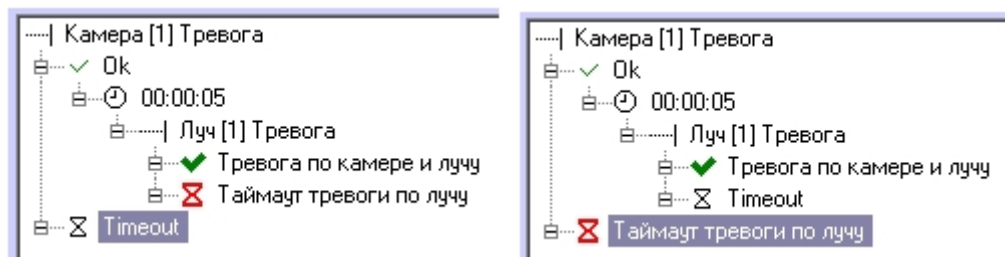 Камера [1] Тревога
Ok
00:00:05
Луч [1] Тревога
Тревога по камере и лучу
Таймаут тревоги по лучу
Timeout
Камера [1] Тревога
Ok
00:00:05
Луч [1] Тревога
Тревога по камере и лучу
Timeout
Таймаут тревоги по лучу